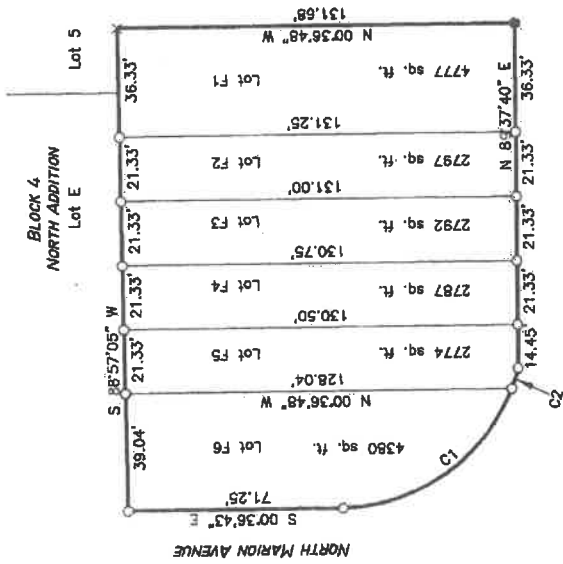 BLOCK 4
NORTH ADDITION
Lot E
Lot 5
S 88°57'05" W
39.04'
21.33'
21.33'
21.33'
21.33'
36.33'
131.68'
N 00°36'48" W
Lot F1
4777 sq. ft.
131.25'
Lot F2
2797 sq. ft.
131.00'
Lot F3
2792 sq. ft.
130.75'
Lot F4
2787 sq. ft.
130.50'
Lot F5
2774 sq. ft.
128.04'
N 00°36'48" W
Lot F6
4380 sq. ft.
71.25'
S 00°36'43" E
NORTH MARION AVENUE
C1
C2
14.45
21.33'
21.33'
21.33'
36.33'
N 89°37'40" E